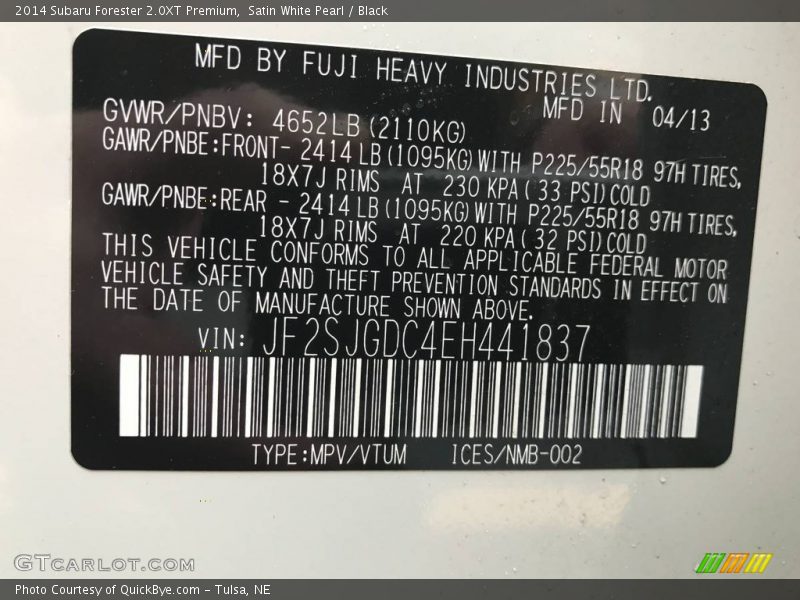 2014 Subaru Forester 2.0XT Premium,  Satin White Pearl / Black
MFD BY FUJI HEAVY INDUSTRIES LTD.
MFD IN 04/13
GVWR/PNBV: 4652LB(2110KG)
GAWR/PNBE:FRONT- 2414LB(1095KG)WITH P225/55R18 97H TIRES,
18X7J RIMS AT 230 KPA(33 PSI)COLD
GAWR/PNBE:REAR - 2414LB(1095KG)WITH P225/55R18 97H TIRES,
18X7J RIMS AT 220 KPA(32 PSI)COLD
THIS VEHICLE CONFORMS TO ALL APPLICABLE FEDERAL MOTOR
VEHICLE SAFETY AND THEFT PREVENTION STANDARDS IN EFFECT ON
THE DATE OF MANUFACTURE SHOWN ABOVE.
VIN: JF2SJGDC4EH441837
TYPE:MPV/VTUM ICES/NMB-002
GTCARLOT.COM
Photo Courtesy of QuickBye.com - Tulsa, NE